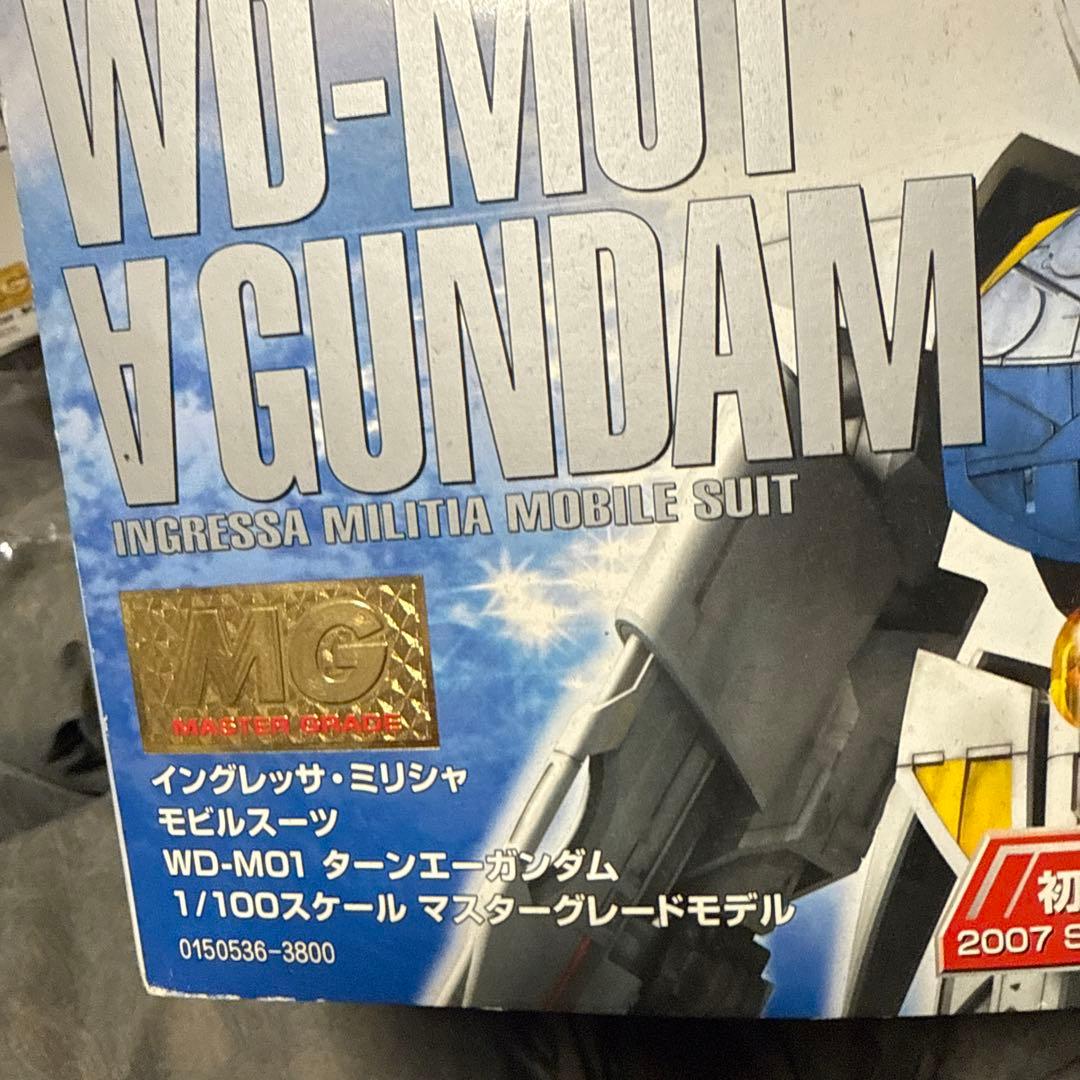 WD-M01
∀ GUNDAM
INGRESSA MILITIA MOBILE SUIT
MG
MASTER GRADE
イングレッサ・ミリシャ
モビルスーツ
WD-M01 ターンエーガンダム
1/100スケール マスターグレードモデル
0150536-3800
初
2007